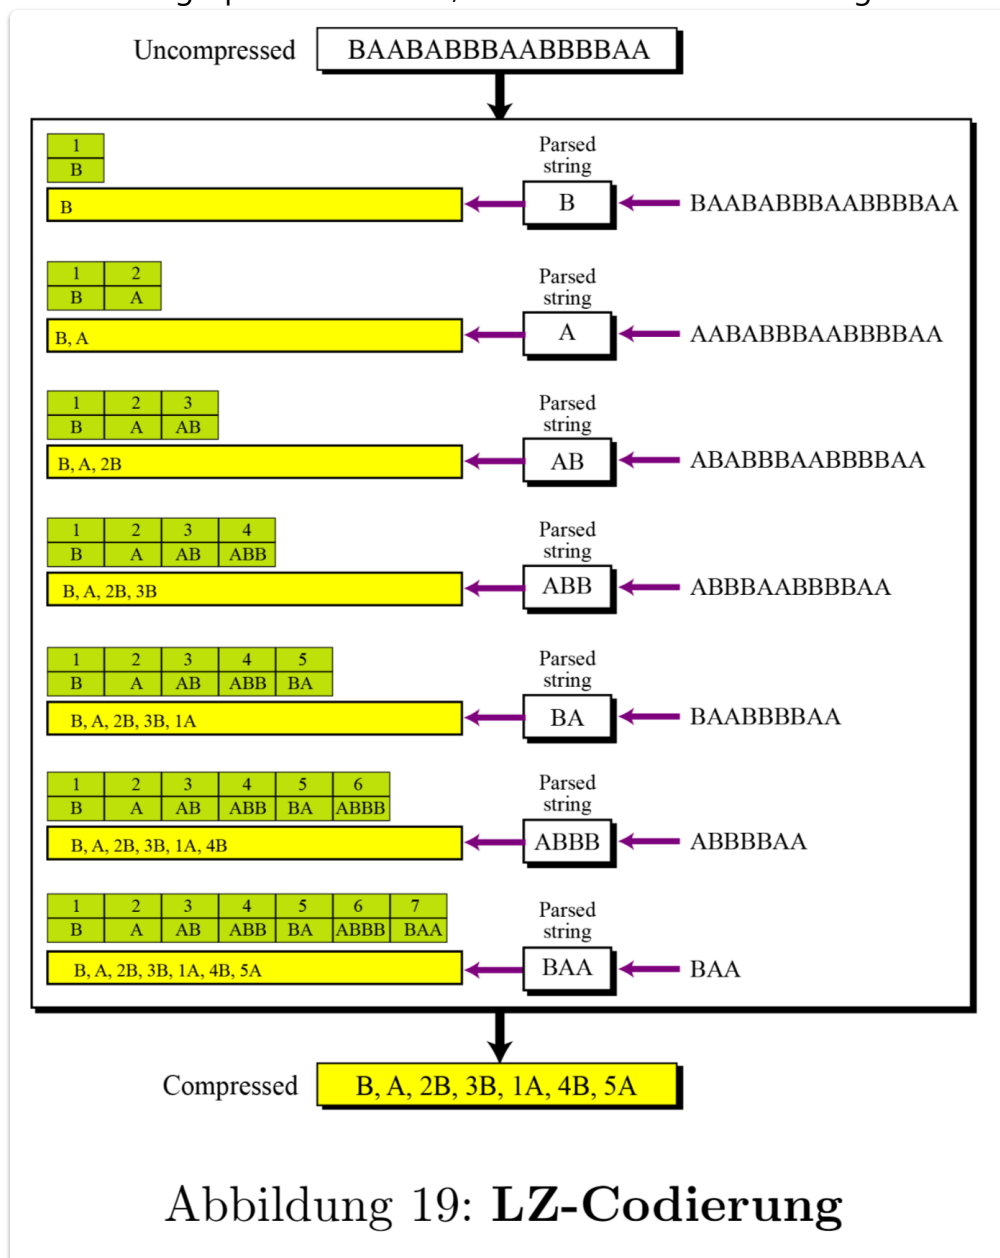 Uncompressed BAABABBBAABBBBAA
1
B
Parsed
string
B
B
BAABABBBAABBBBAA
1 2
B A
Parsed
string
B, A
A
AABABBBAABBBBAA
1 2 3
B A AB
Parsed
string
B, A, 2B
AB
ABABBBAABBBBAA
1 2 3 4
B A AB ABB
Parsed
string
B, A, 2B, 3B
ABB
ABBBAABBBBAA
1 2 3 4 5
B A AB ABB BA
Parsed
string
B, A, 2B, 3B, 1A
BA
BAABBBBAA
1 2 3 4 5 6
B A AB ABB BA ABBB
Parsed
string
B, A, 2B, 3B, 1A, 4B
ABBB
ABBBBAA
1 2 3 4 5 6 7
B A AB ABB BA ABBB BAA
Parsed
string
B, A, 2B, 3B, 1A, 4B, 5A
BAA
BAA
Compressed B, A, 2B, 3B, 1A, 4B, 5A
Abbildung 19: LZ-Codierung